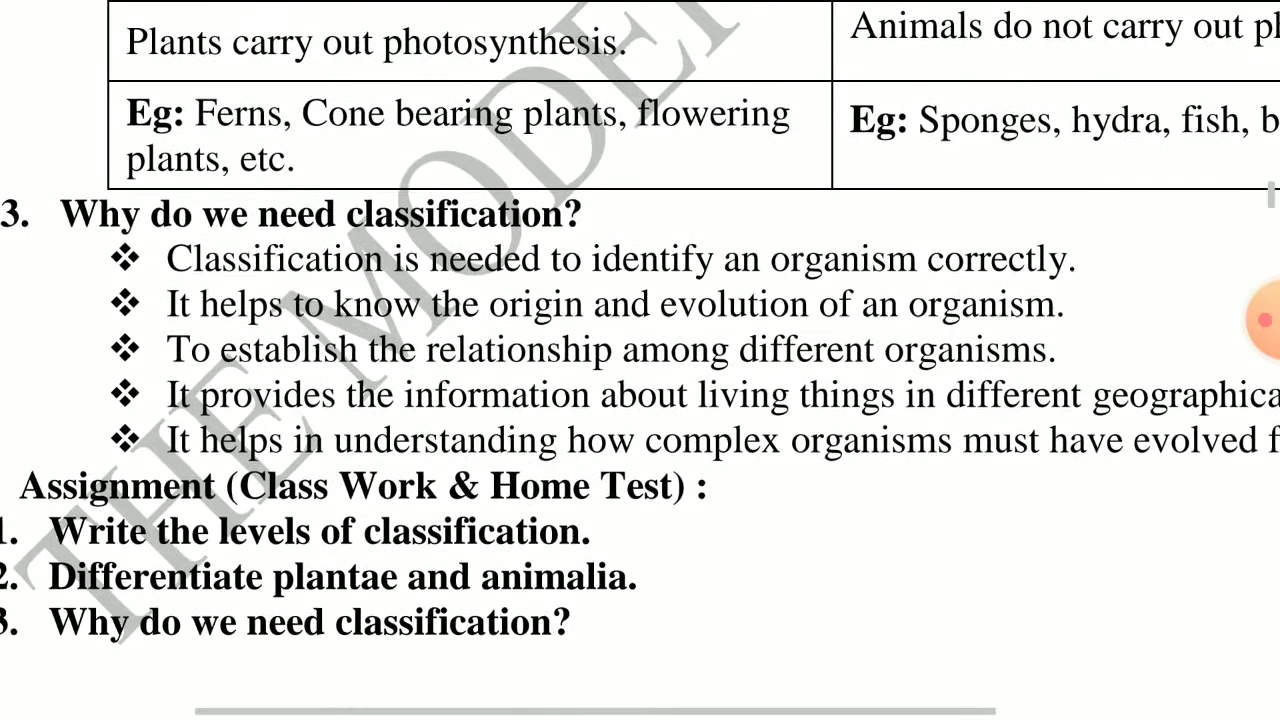 Plants carry out photosynthesis.
Animals do not carry out
Eg: Ferns, Cone bearing plants, flowering
plants, etc.
Eg: Sponges, hydra, fish,
3. Why do we need classification?
❖ Classification is needed to identify an organism correctly.
❖ It helps to know the origin and evolution of an organism.
❖ To establish the relationship among different organisms.
❖ It provides the information about living things in different
❖ It helps in understanding how complex organisms must have evolved
Assignment (Class Work & Home Test) :
1. Write the levels of classification.
2. Differentiate plantae and animalia.
3. Why do we need classification?
THE